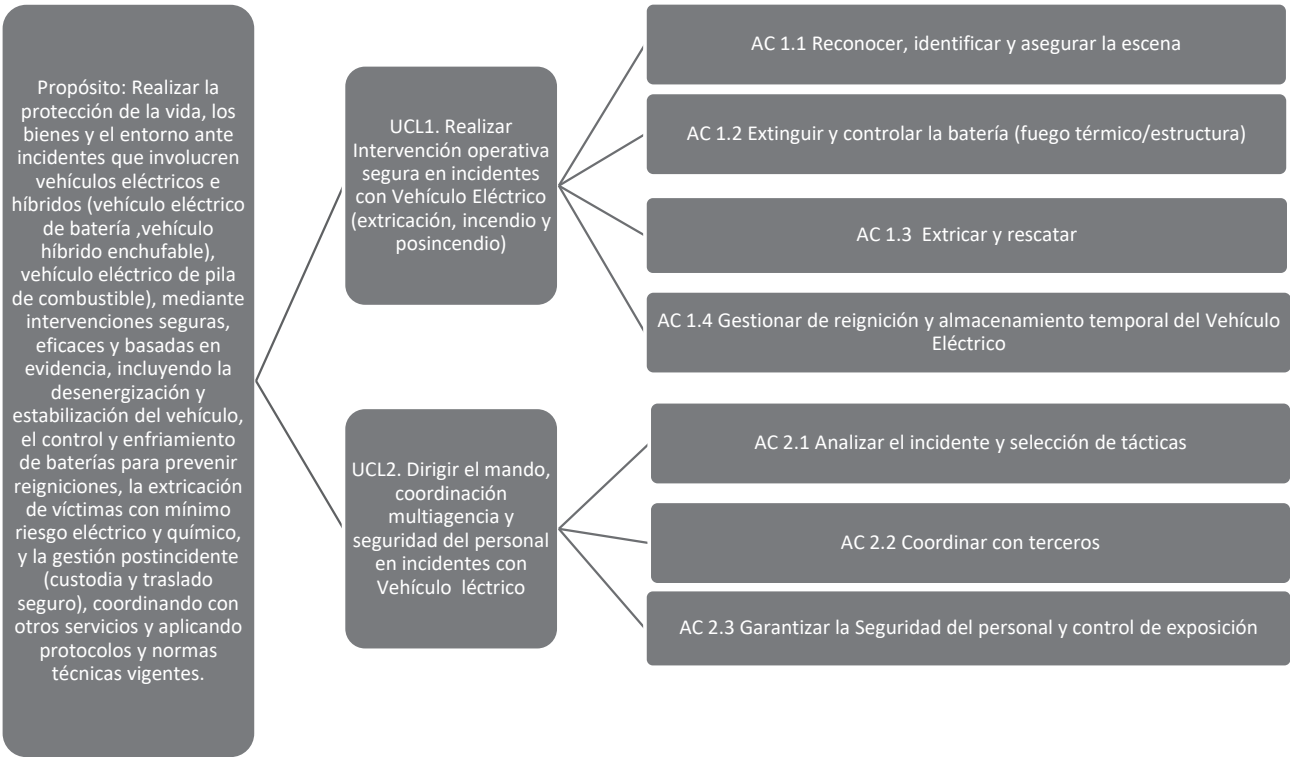 Propósito: Realizar la
protección de la vida, los
bienes y el entorno ante
incidentes que involucren
vehículos eléctricos e
híbridos (vehículo eléctrico
de batería ,vehículo
híbrido enchufable),
vehículo eléctrico de pila
de combustible), mediante
intervenciones seguras,
eficaces y basadas en
evidencia, incluyendo la
desenergización y
estabilización del vehículo,
el control y enfriamiento
de baterías para prevenir
reigniciones, la extricación
de víctimas con mínimo
riesgo eléctrico y químico,
y la gestión postincidente
(custodia y traslado
seguro), coordinando con
otros servicios y aplicando
protocolos y normas
técnicas vigentes.
UCL1. Realizar
Intervención operativa
segura en incidentes
con Vehículo Eléctrico
(extricación, incendio y
posincendio)
AC 1.1 Reconocer, identificar y asegurar la escena
AC 1.2 Extinguir y controlar la batería (fuego térmico/estructura)
AC 1.3 Extricar y rescatar
AC 1.4 Gestionar de reignición y almacenamiento temporal del Vehículo
Eléctrico
UCL2. Dirigir el mando,
coordinación
multiagencia y
seguridad del personal
en incidentes con
Vehículo léctrico
AC 2.1 Analizar el incidente y selección de tácticas
AC 2.2 Coordinar con terceros
AC 2.3 Garantizar la Seguridad del personal y control de exposición